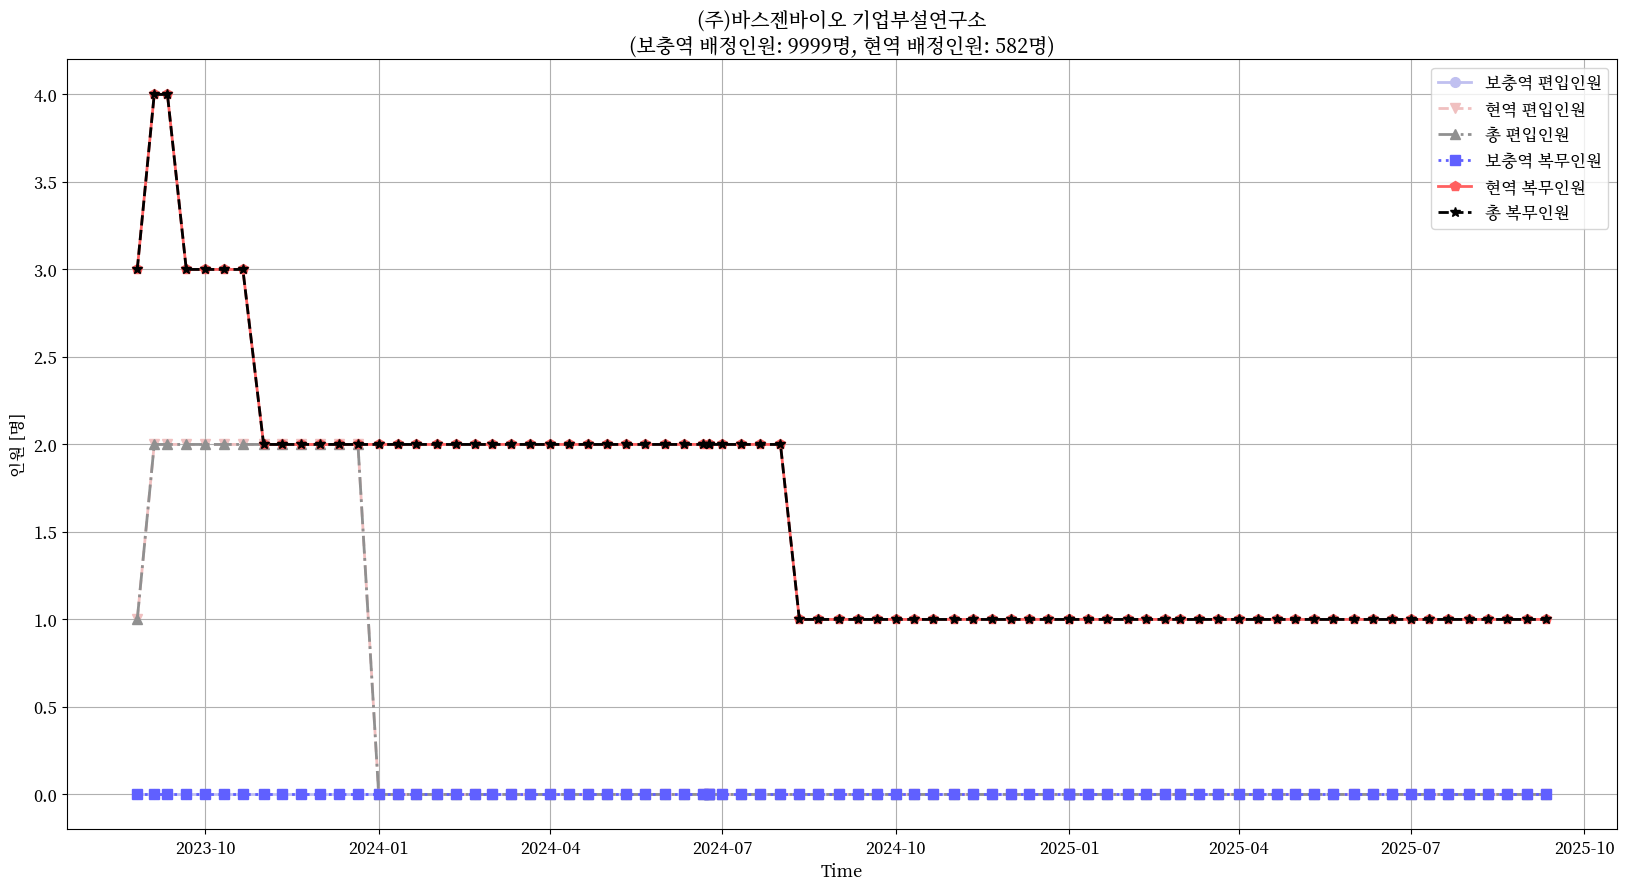 (주)바스젠바이오 기업부설연구소
(보충역 배정인원: 9999명, 현역 배정인원: 582명)
보충역 편입인원
현역 편입인원
총 편입인원
보충역 복무인원
현역 복무인원
총 복무인원
인원 [명]
4.0
3.5
3.0
2.5
2.0
1.5
1.0
0.5
0.0
2023-10
2024-01
2024-04
2024-07
2024-10
2025-01
2025-04
2025-07
2025-10
Time